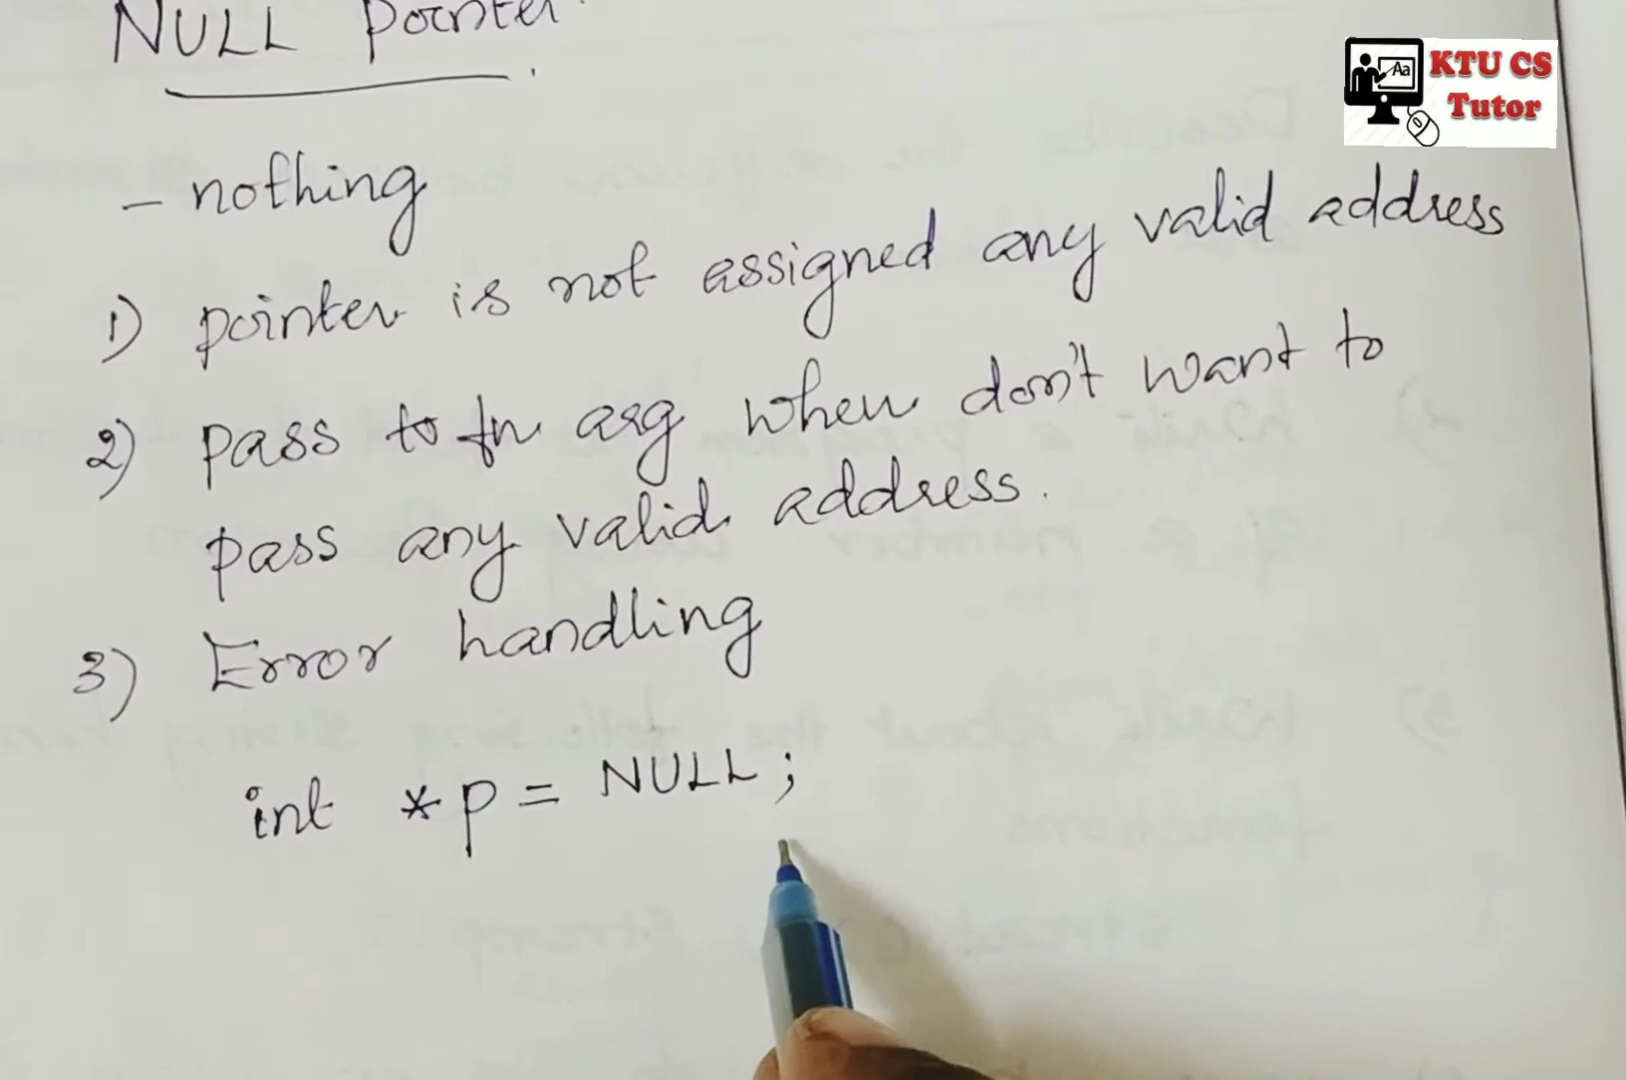 NULL Pointer.
- nothing
1) pointer is not assigned any valid address
2) pass to fn arg when don't want to
pass any valid address.
3) Error handling
int *p = NULL;
KTU CS
Tutor
Aa